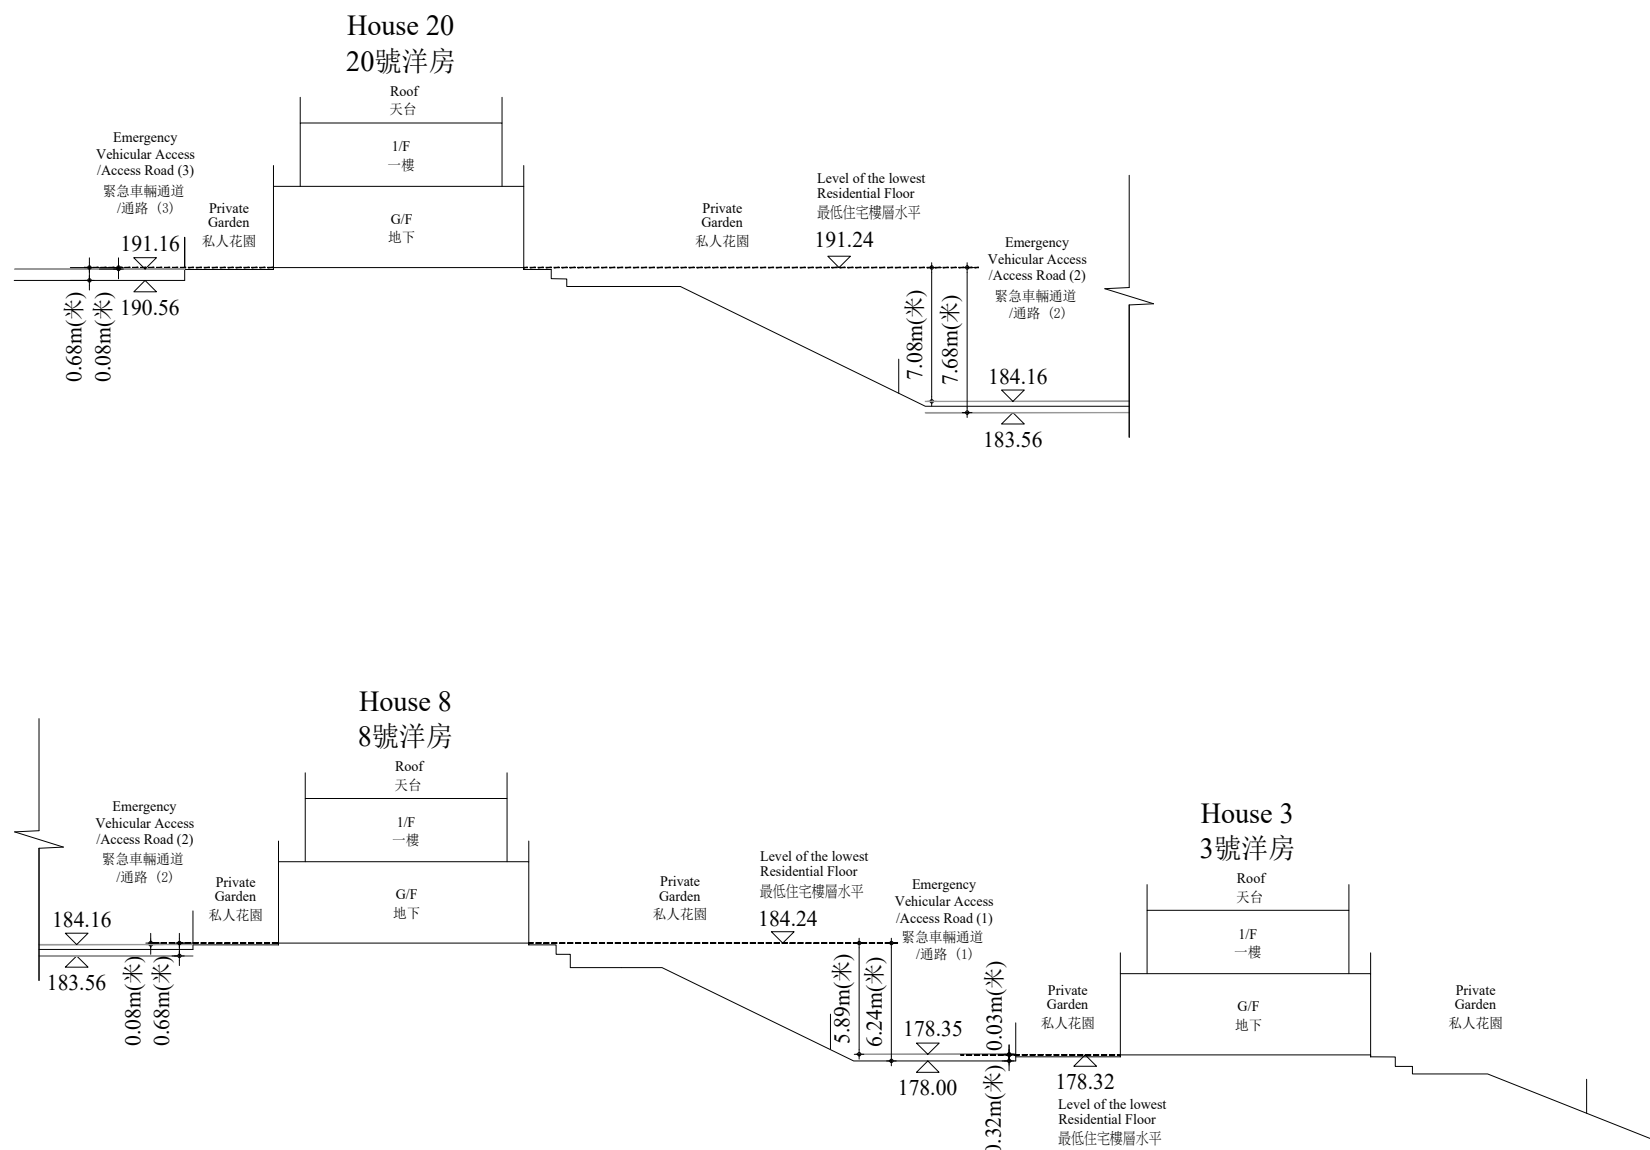 House 20
20號洋房
Roof
天台
1/F
一樓
G/F
地下
Emergency
Vehicular Access
/Access Road (3)
緊急車輛通道
/通路（3）
Private
Garden
私人花園
191.16
190.56
0.68m(米)
0.08m(米)
Private
Garden
私人花園
Level of the lowest
Residential Floor
最低住宅樓層水平
191.24
Emergency
Vehicular Access
/Access Road (2)
緊急車輛通道
/通路（2）
7.08m(米)
7.68m(米)
184.16
183.56
House 8
8號洋房
Roof
天台
1/F
一樓
G/F
地下
Emergency
Vehicular Access
/Access Road (2)
緊急車輛通道
/通路（2）
Private
Garden
私人花園
184.16
183.56
0.08m(米)
0.68m(米)
Private
Garden
私人花園
Level of the lowest
Residential Floor
最低住宅樓層水平
184.24
Emergency
Vehicular Access
/Access Road (1)
緊急車輛通道
/通路（1）
5.89m(米)
6.24m(米)
178.35
178.00
0.03m(米)
0.32m(米)
House 3
3號洋房
Roof
天台
1/F
一樓
G/F
地下
Private
Garden
私人花園
Private
Garden
私人花園
178.32
Level of the lowest
Residential Floor
最低住宅樓層水平